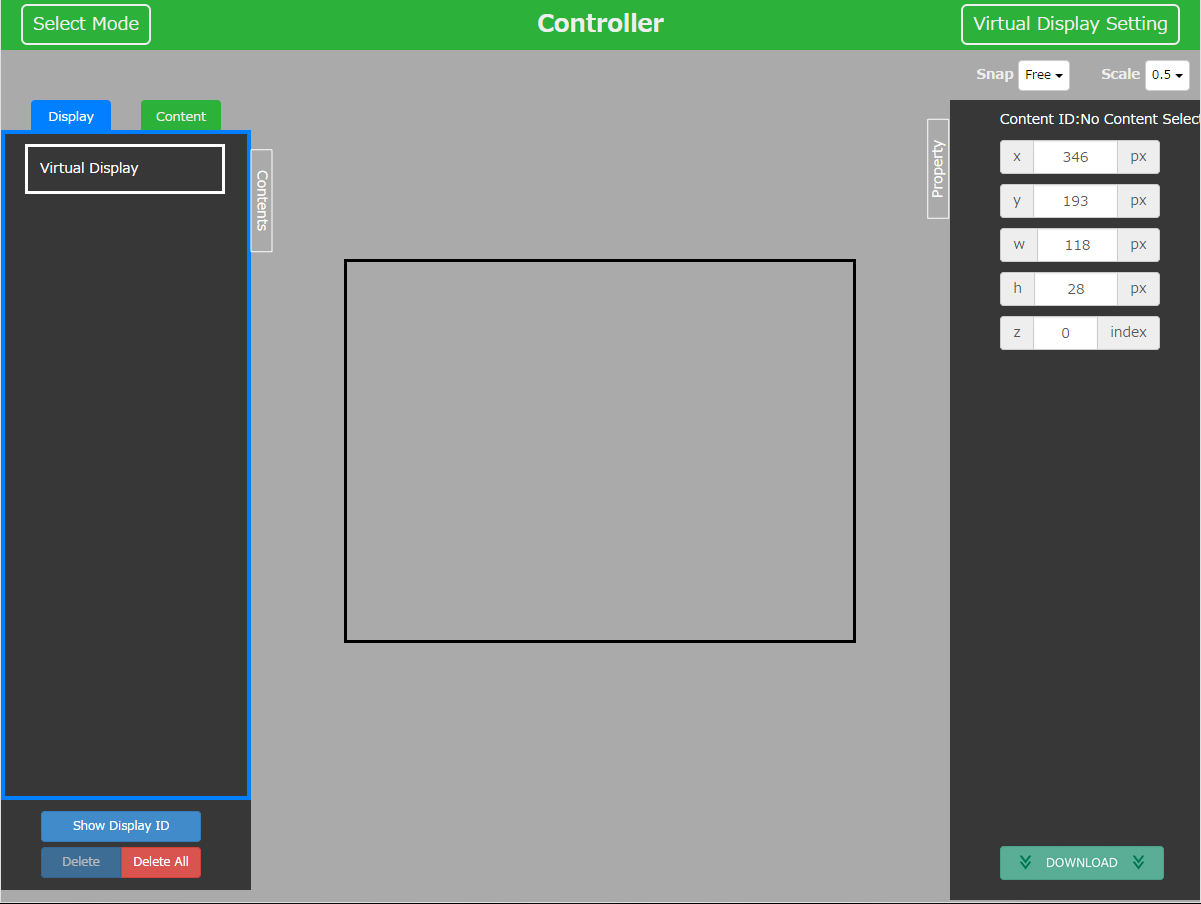 Select Mode
Controller
Virtual Display Setting
Snap Free Scale 0.5
Display Content
Content ID:No Content Select
Virtual Display
Contents
Property
x 346 px
y 193 px
w 118 px
h 28 px
z 0 index
Show Display ID
Delete Delete All
DOWNLOAD